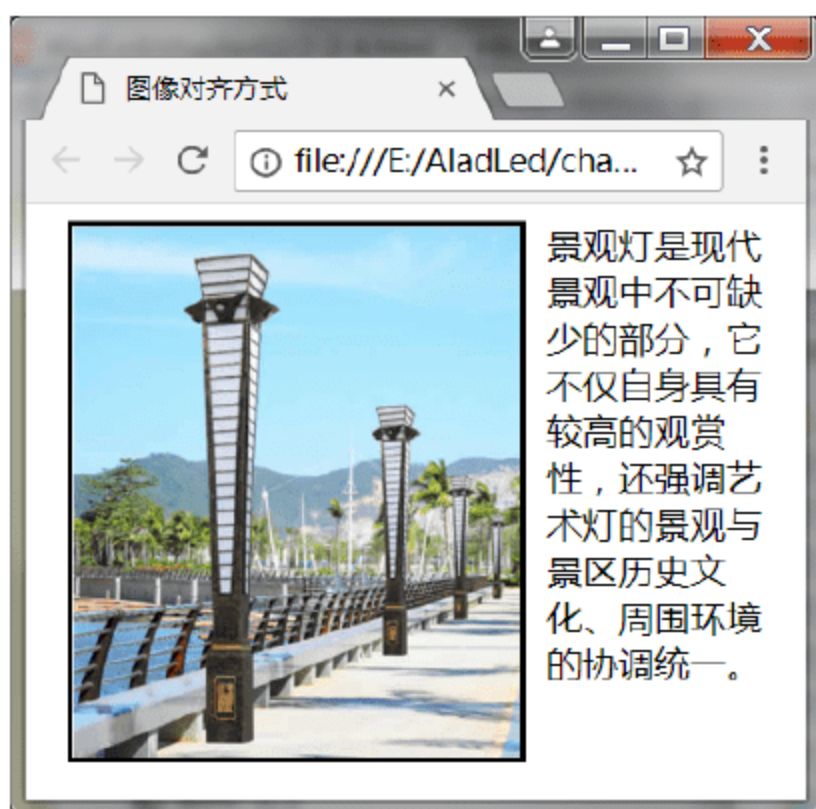 图像对齐方式
file:///E:/AladLed/cha...
景观灯是现代
景观中不可缺
少的部分，它
不仅自身具有
较高的观赏
性，还强调艺
术灯的景观与
景区历史文
化、周围环境
的协调统一。